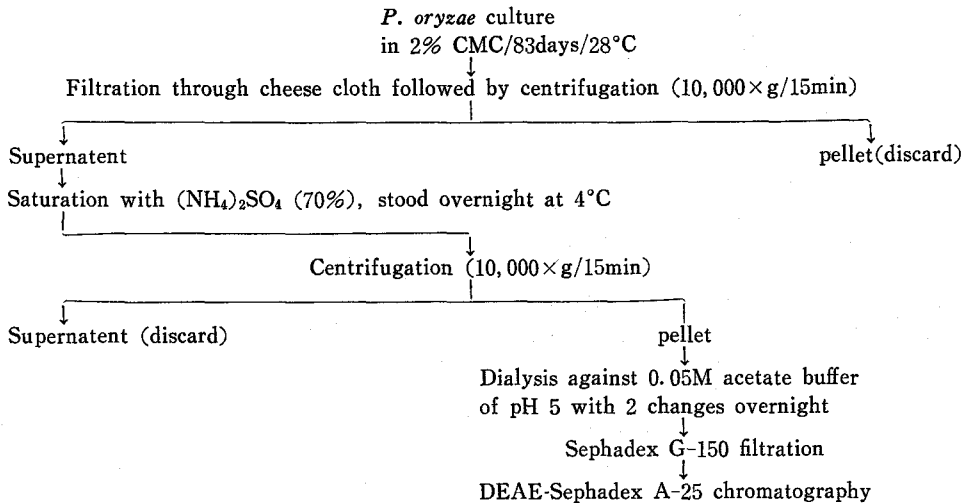 P. oryzae culture
in 2% CMC/83days/28°C
Filtration through cheese cloth followed by centrifugation (10,000×g/15min)
Supernatent
pellet(discard)
Saturation with (NH₄)₂SO₄ (70%), stood overnight at 4°C
Centrifugation (10,000×g/15min)
Supernatent (discard)
pellet
Dialysis against 0.05M acetate buffer
of pH 5 with 2 changes overnight
Sephadex G-150 filtration
DEAE-Sephadex A-25 chromatography